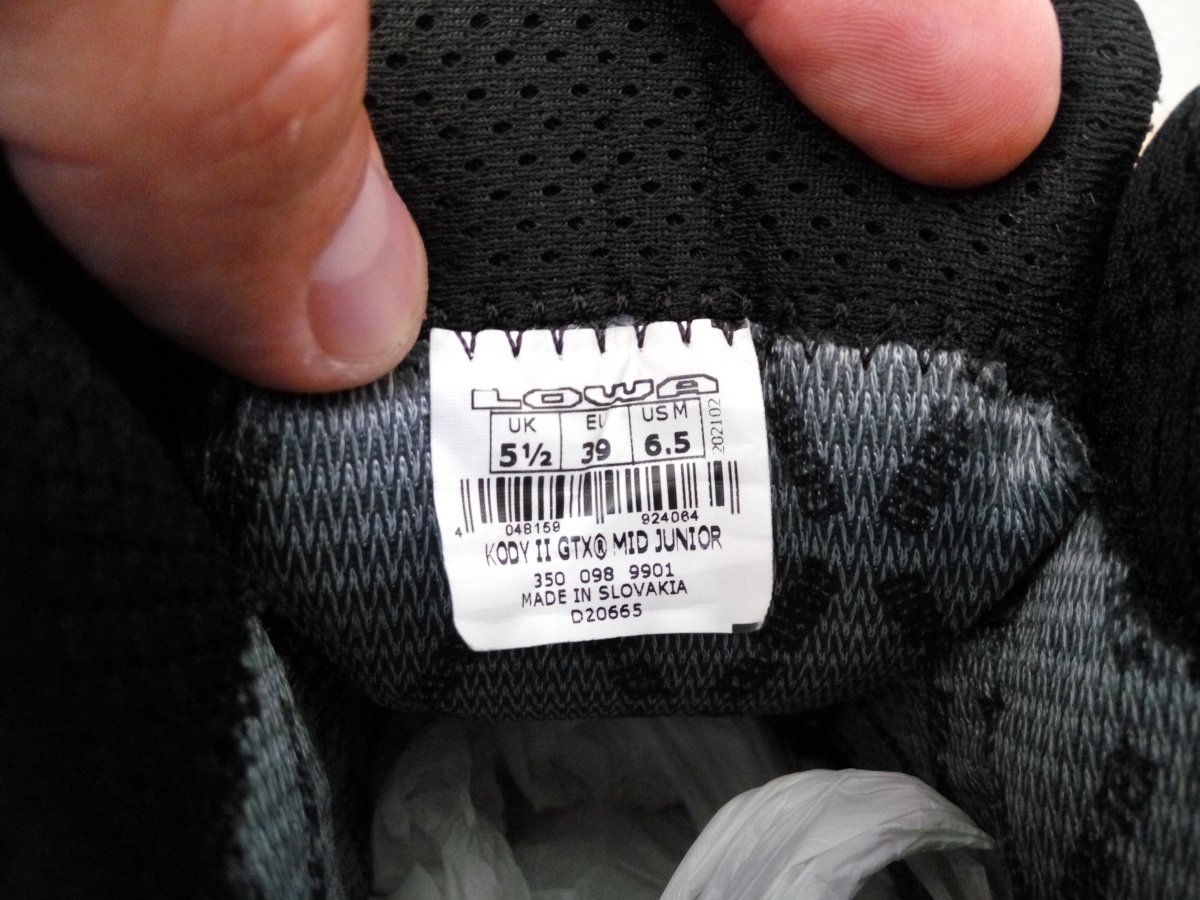 LOWA
UK EU US M
5½ 39 6.5
202102
4 048159 924064
KODY II GTX® MID JUNIOR
350 098 9901
MADE IN SLOVAKIA
D20665